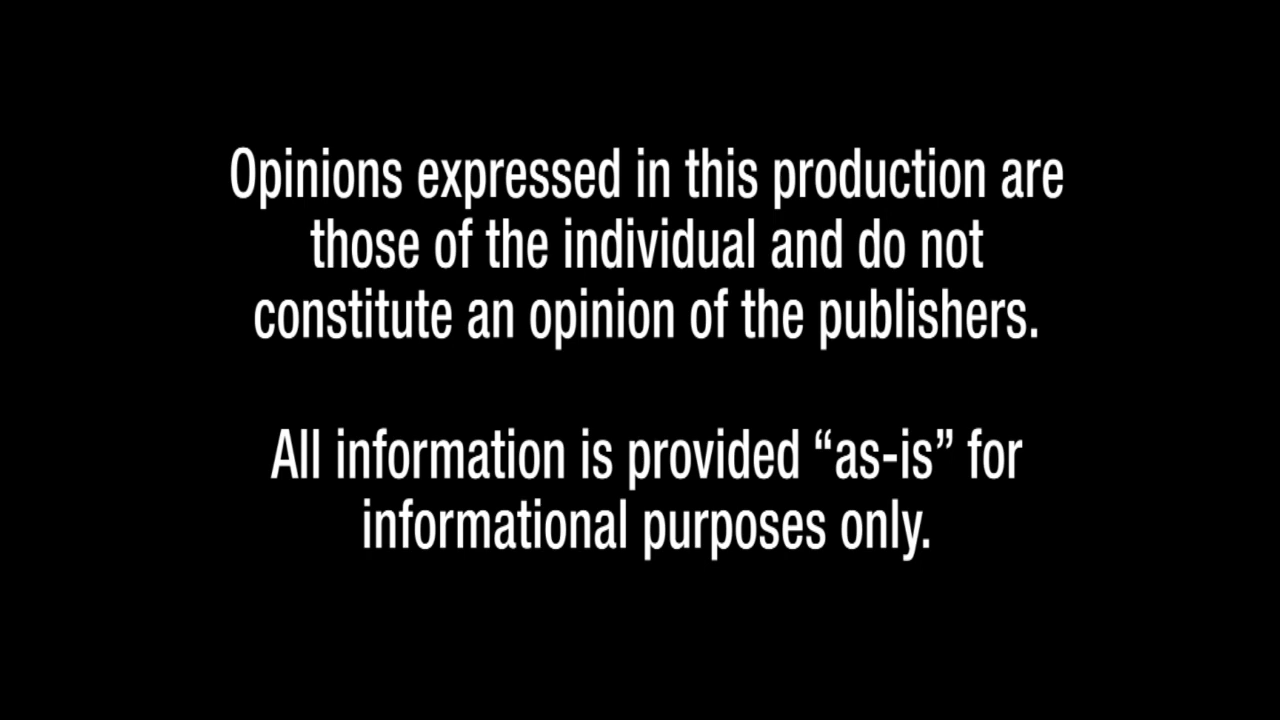 Opinions expressed in this production are
those of the individual and do not
constitute an opinion of the publishers.
All information is provided “as-is” for
informational purposes only.